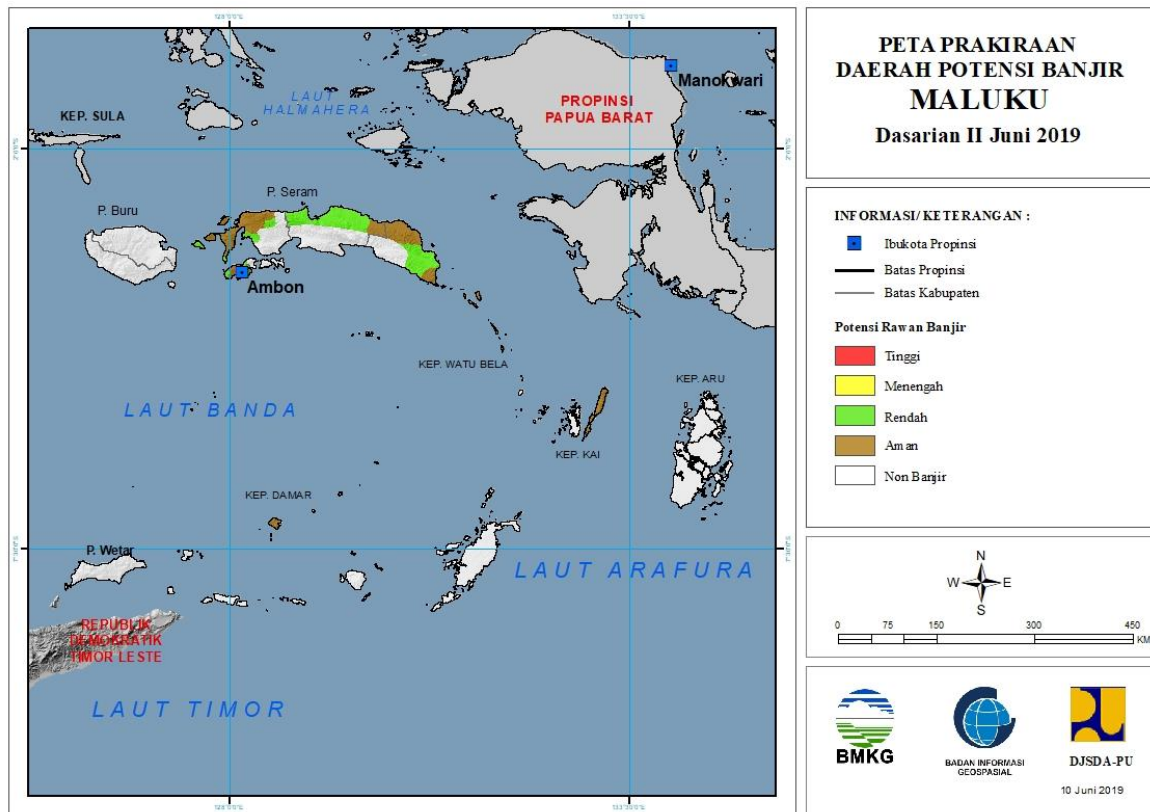 PETA PRAKIRAAN
DAERAH POTENSI BANJIR
MALUKU
Dasarian II Juni 2019
INFORMASI/ KETERANGAN :
Ibukota Propinsi
Batas Propinsi
Batas Kabupaten
Potensi Rawan Banjir
Tinggi
Menengah
Rendah
Aman
Non Banjir
N
W E
S
0 75 150 300 450
KM
BMKG
BADAN INFORMASI
GEOSPASIAL
DJSDA-PU
10 Juni 2019
Manokwari
LAUT
HALMAHERA
PROPINSI
PAPUA BARAT
KEP. SULA
P. Seram
P. Buru
Ambon
KEP. WATU BELA
KEP. ARU
LAUT BANDA
KEP. KAI
KEP. DAMAR
P. Wetar
LAUT ARAFURA
REPUBLIK
DEMOKRATIK
TIMOR LESTE
LAUT TIMOR